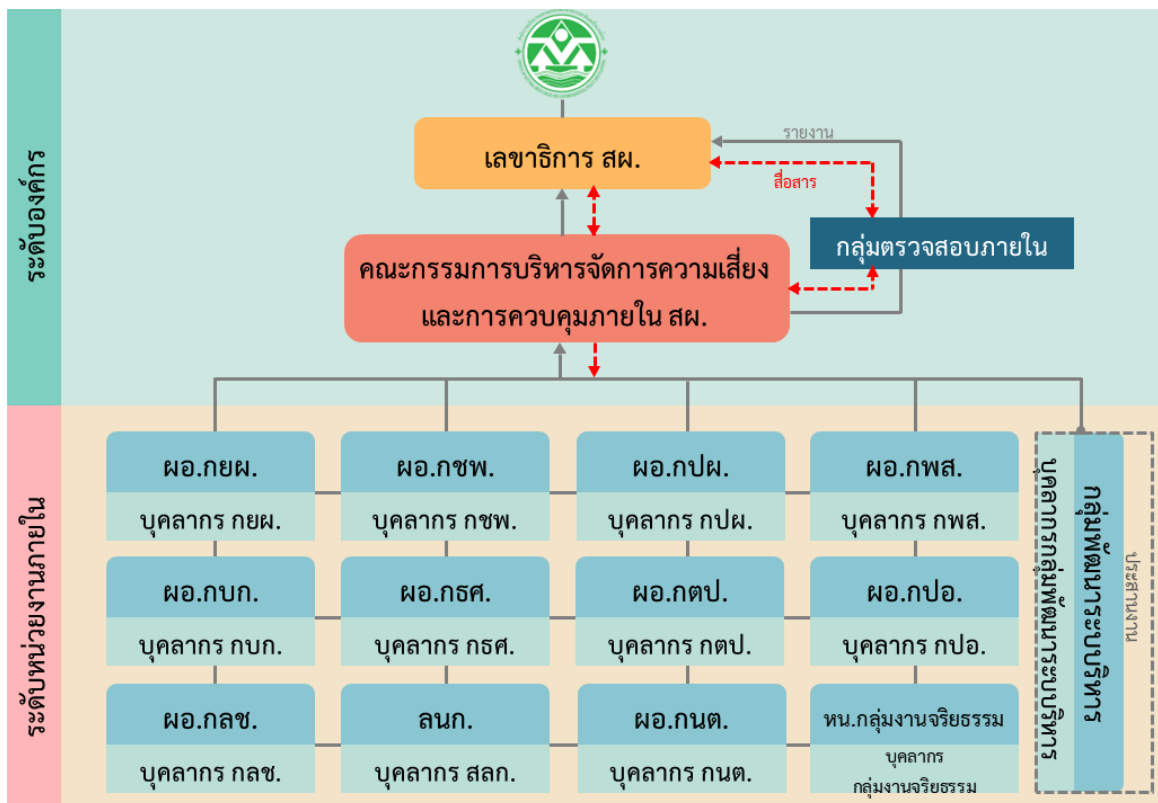 ระดับองค์กร
เลขาธิการ สผ.
รายงาน
สื่อสาร
กลุ่มตรวจสอบภายใน
คณะกรรมการบริหารจัดการความเสี่ยง
และการควบคุมภายใน สผ.
ระดับหน่วยงานภายใน
ผอ.กยผ.
ผอ.กชพ.
ผอ.กปผ.
ผอ.กพส.
บุคลากร กยผ.
บุคลากร กชพ.
บุคลากร กปผ.
บุคลากร กพส.
ผอ.กบก.
ผอ.กธศ.
ผอ.กตป.
ผอ.กปอ.
บุคลากร กบก.
บุคลากร กธศ.
บุคลากร กตป.
บุคลากร กปอ.
ผอ.กลช.
ลนก.
ผอ.กนต.
หน.กลุ่มงานจริยธรรม
บุคลากร กลช.
บุคลากร สลก.
บุคลากร กนต.
บุคลากร
กลุ่มงานจริยธรรม
บุคลากรกลุ่มพัฒนาระบบริหาร
กลุ่มพัฒนาระบบริหาร
ประสานงาน